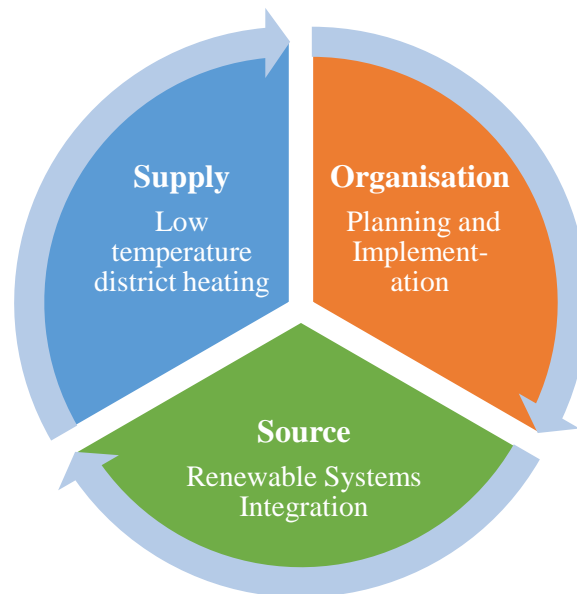 Supply
Low
temperature
district heating
Organisation
Planning and
Implement-
ation
Source
Renewable Systems
Integration